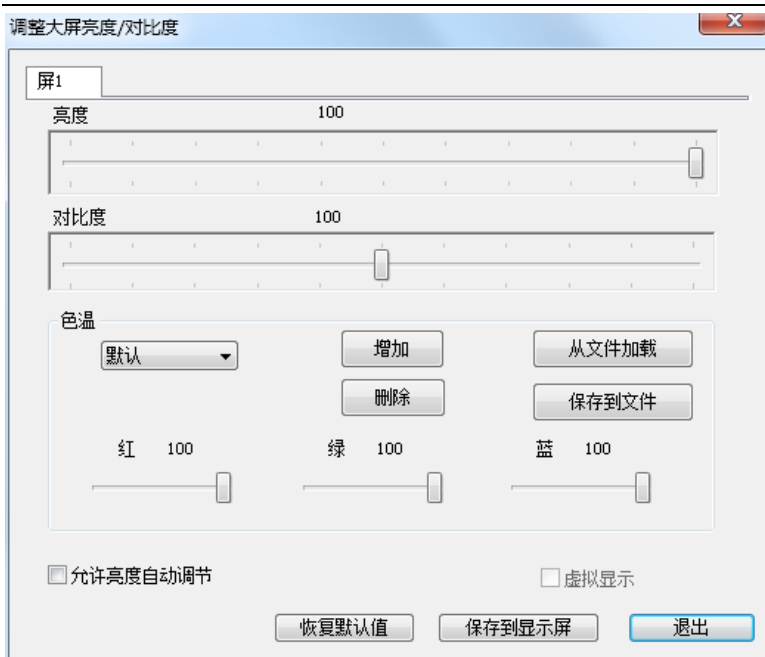 调整大屏亮度/对比度
屏1
亮度 100
对比度 100
色温
默认 增加 从文件加载
删除 保存到文件
红 100 绿 100 蓝 100
允许亮度自动调节 虚拟显示
恢复默认值 保存到显示屏 退出